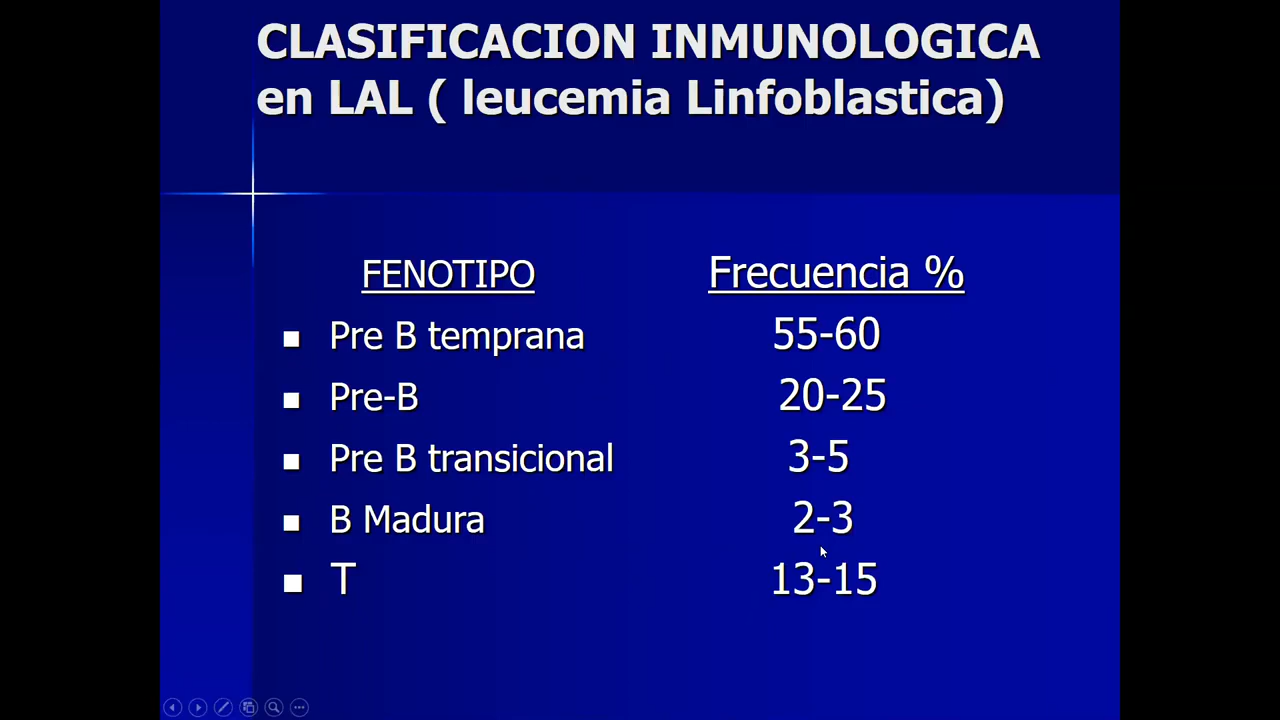 CLASIFICACION INMUNOLOGICA
en LAL ( leucemia Linfoblastica)
FENOTIPO Frecuencia %
Pre B temprana 55-60
Pre-B 20-25
Pre B transicional 3-5
B Madura 2-3
T 13-15